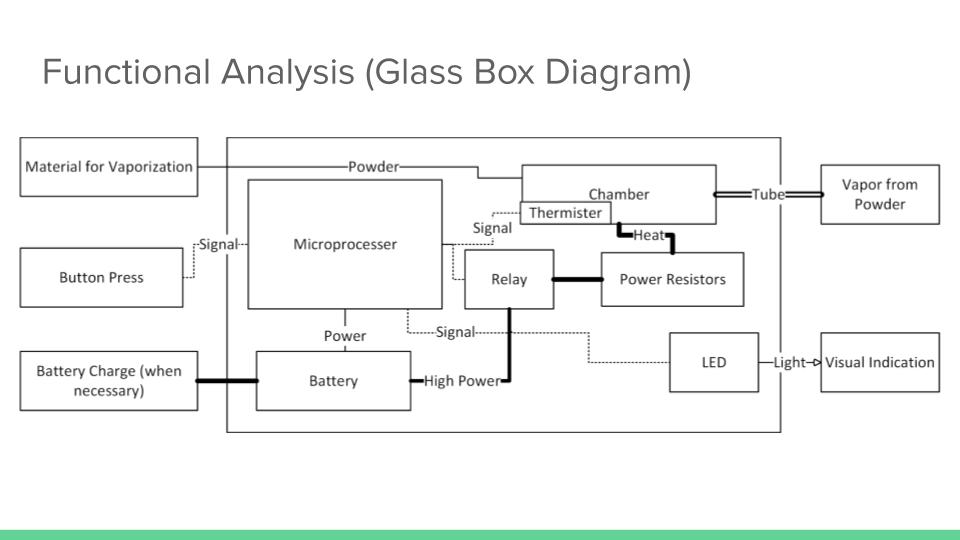 Functional Analysis (Glass Box Diagram)
Material for Vaporization
Powder
Chamber
Thermister
Tube
Vapor from
Powder
Signal
Microprocesser
Signal
Heat
Button Press
Relay
Power Resistors
Power
Signal
Battery Charge (when
necessary)
Battery
High Power
LED
Light
Visual Indication